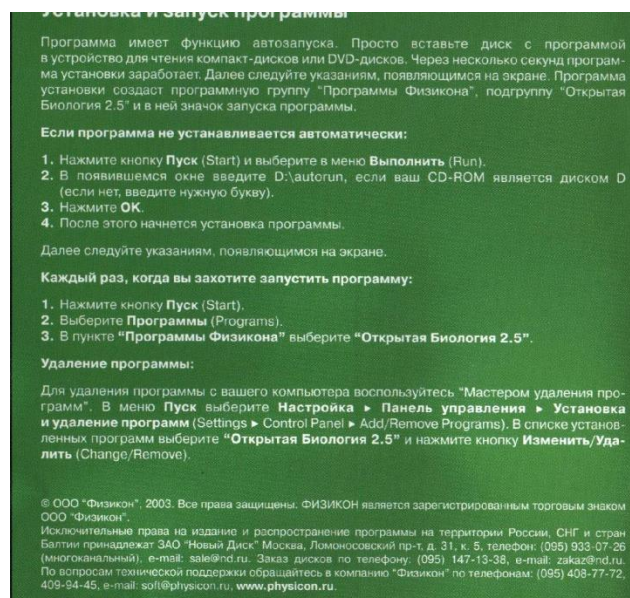 Установка и запуск программы
Программа имеет функцию автозапуска. Просто вставьте диск с программой
в устройство для чтения компакт-дисков или DVD-дисков. Через несколько секунд програм-
ма установки заработает. Далее следуйте указаниям, появляющимся на экране. Программа
установки создаст программную группу "Программы Физикона", подгруппу "Открытая
Биология 2.5" и в ней значок запуска программы.
Если программа не устанавливается автоматически:
1. Нажмите кнопку Пуск (Start) и выберите в меню Выполнить (Run).
2. В появившемся окне введите D:\autorun, если ваш CD-ROM является диском D
(если нет, введите нужную букву).
3. Нажмите OK.
4. После этого начнется установка программы.
Далее следуйте указаниям, появляющимся на экране.
Каждый раз, когда вы захотите запустить программу:
1. Нажмите кнопку Пуск (Start).
2. Выберите Программы (Programs).
3. В пункте "Программы Физикона" выберите "Открытая Биология 2.5".
Удаление программы:
Для удаления программы с вашего компьютера воспользуйтесь "Мастером удаления про-
грамм". В меню Пуск выберите Настройка ▸ Панель управления ▸ Установка
и удаление программ (Settings ▸ Control Panel ▸ Add/Remove Programs). В списке установ-
ленных программ выберите "Открытая Биология 2.5" и нажмите кнопку Изменить/Уда-
лить (Change/Remove).
© ООО "Физикон", 2003. Все права защищены. ФИЗИКОН является зарегистрированным торговым знаком
ООО "Физикон".
Исключительные права на издание и распространение программы на территории России, СНГ и стран
Балтии принадлежат ЗАО "Новый Диск" Москва, Ломоносовский пр-т, д. 31, к. 5, телефон: (095) 933-07-26
(многоканальный), e-mail: sale@nd.ru. Заказ дисков по телефону: (095) 147-13-38, e-mail: zakaz@nd.ru.
По вопросам технической поддержки обращайтесь в компанию "Физикон" по телефонам: (095) 408-77-72,
409-94-45, e-mail: soft@physicon.ru, www.physicon.ru.